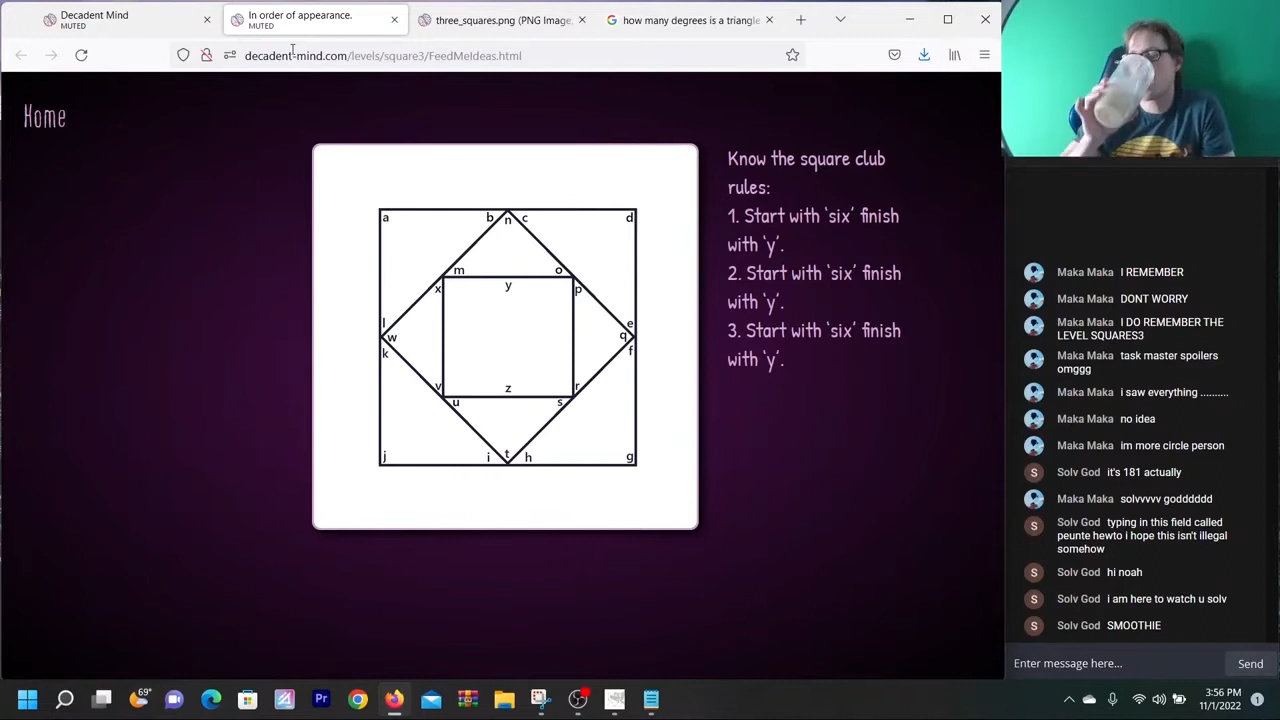 Decadent Mind
MUTED
In order of appearance.
MUTED
three_squares.png (PNG Image,
how many degrees is a triangle
decadent-mind.com/levels/square3/FeedMeIdeas.html
Home
a b n c d
m o
x y p
l w e q
k f
v z r
u s
j i t h g
Know the square club
rules:
1. Start with ‘six’ finish
with ‘y’.
2. Start with ‘six’ finish
with ‘y’.
3. Start with ‘six’ finish
with ‘y’.
Maka Maka I REMEMBER
Maka Maka DONT WORRY
Maka Maka I DO REMEMBER THE
LEVEL SQUARES3
Maka Maka task master spoilers
omggg
Maka Maka i saw everything ..........
Maka Maka no idea
Maka Maka im more circle person
S Solv God it's 181 actually
Maka Maka solvvvvv godddddd
S Solv God typing in this field called
peunte hewto i hope this isn't illegal
somehow
S Solv God hi noah
S Solv God i am here to watch u solv
S Solv God SMOOTHIE
Enter message here...
Send
69°
Pr
3:56 PM
11/1/2022
1